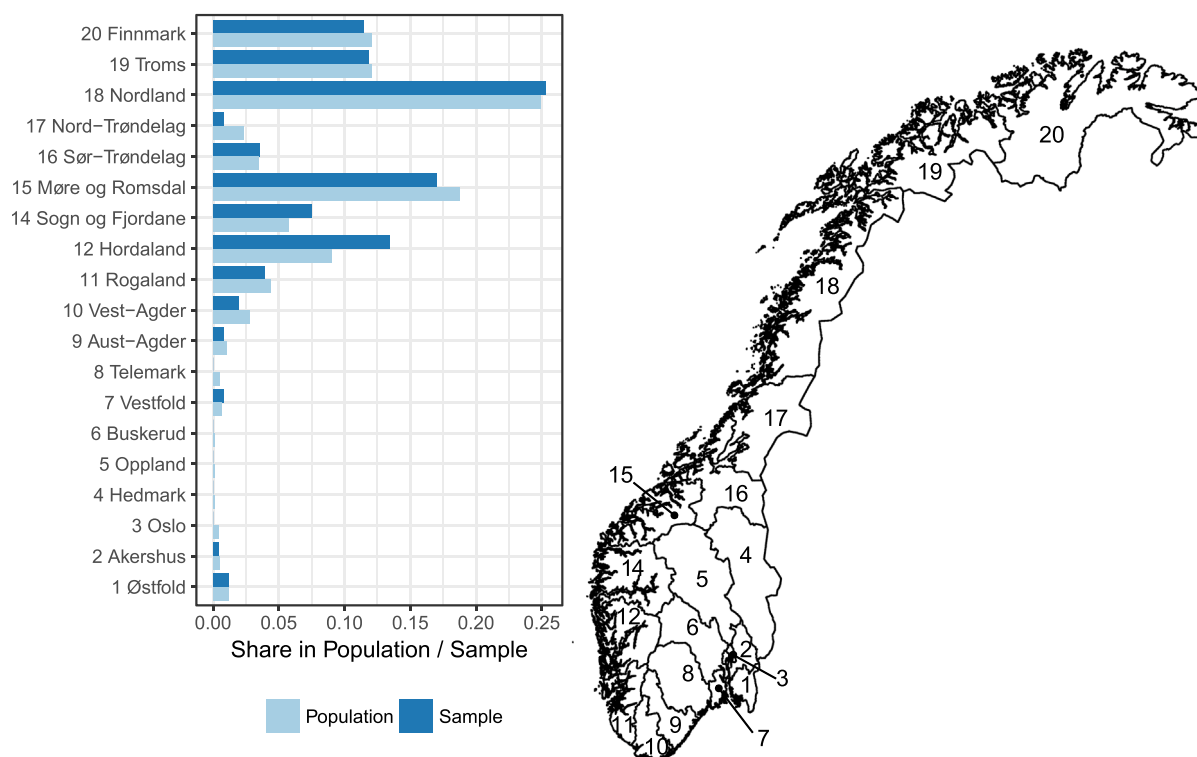 20 Finnmark
19 Troms
18 Nordland
17 Nord−Trøndelag
16 Sør−Trøndelag
15 Møre og Romsdal
14 Sogn og Fjordane
12 Hordaland
11 Rogaland
10 Vest−Agder
9 Aust−Agder
8 Telemark
7 Vestfold
6 Buskerud
5 Oppland
4 Hedmark
3 Oslo
2 Akershus
1 Østfold
0.00 0.05 0.10 0.15 0.20 0.25
Share in Population / Sample
Population Sample
20
19
18
17
15
16
4
14
5
12
6
2
8
3
1
11
9
7
10